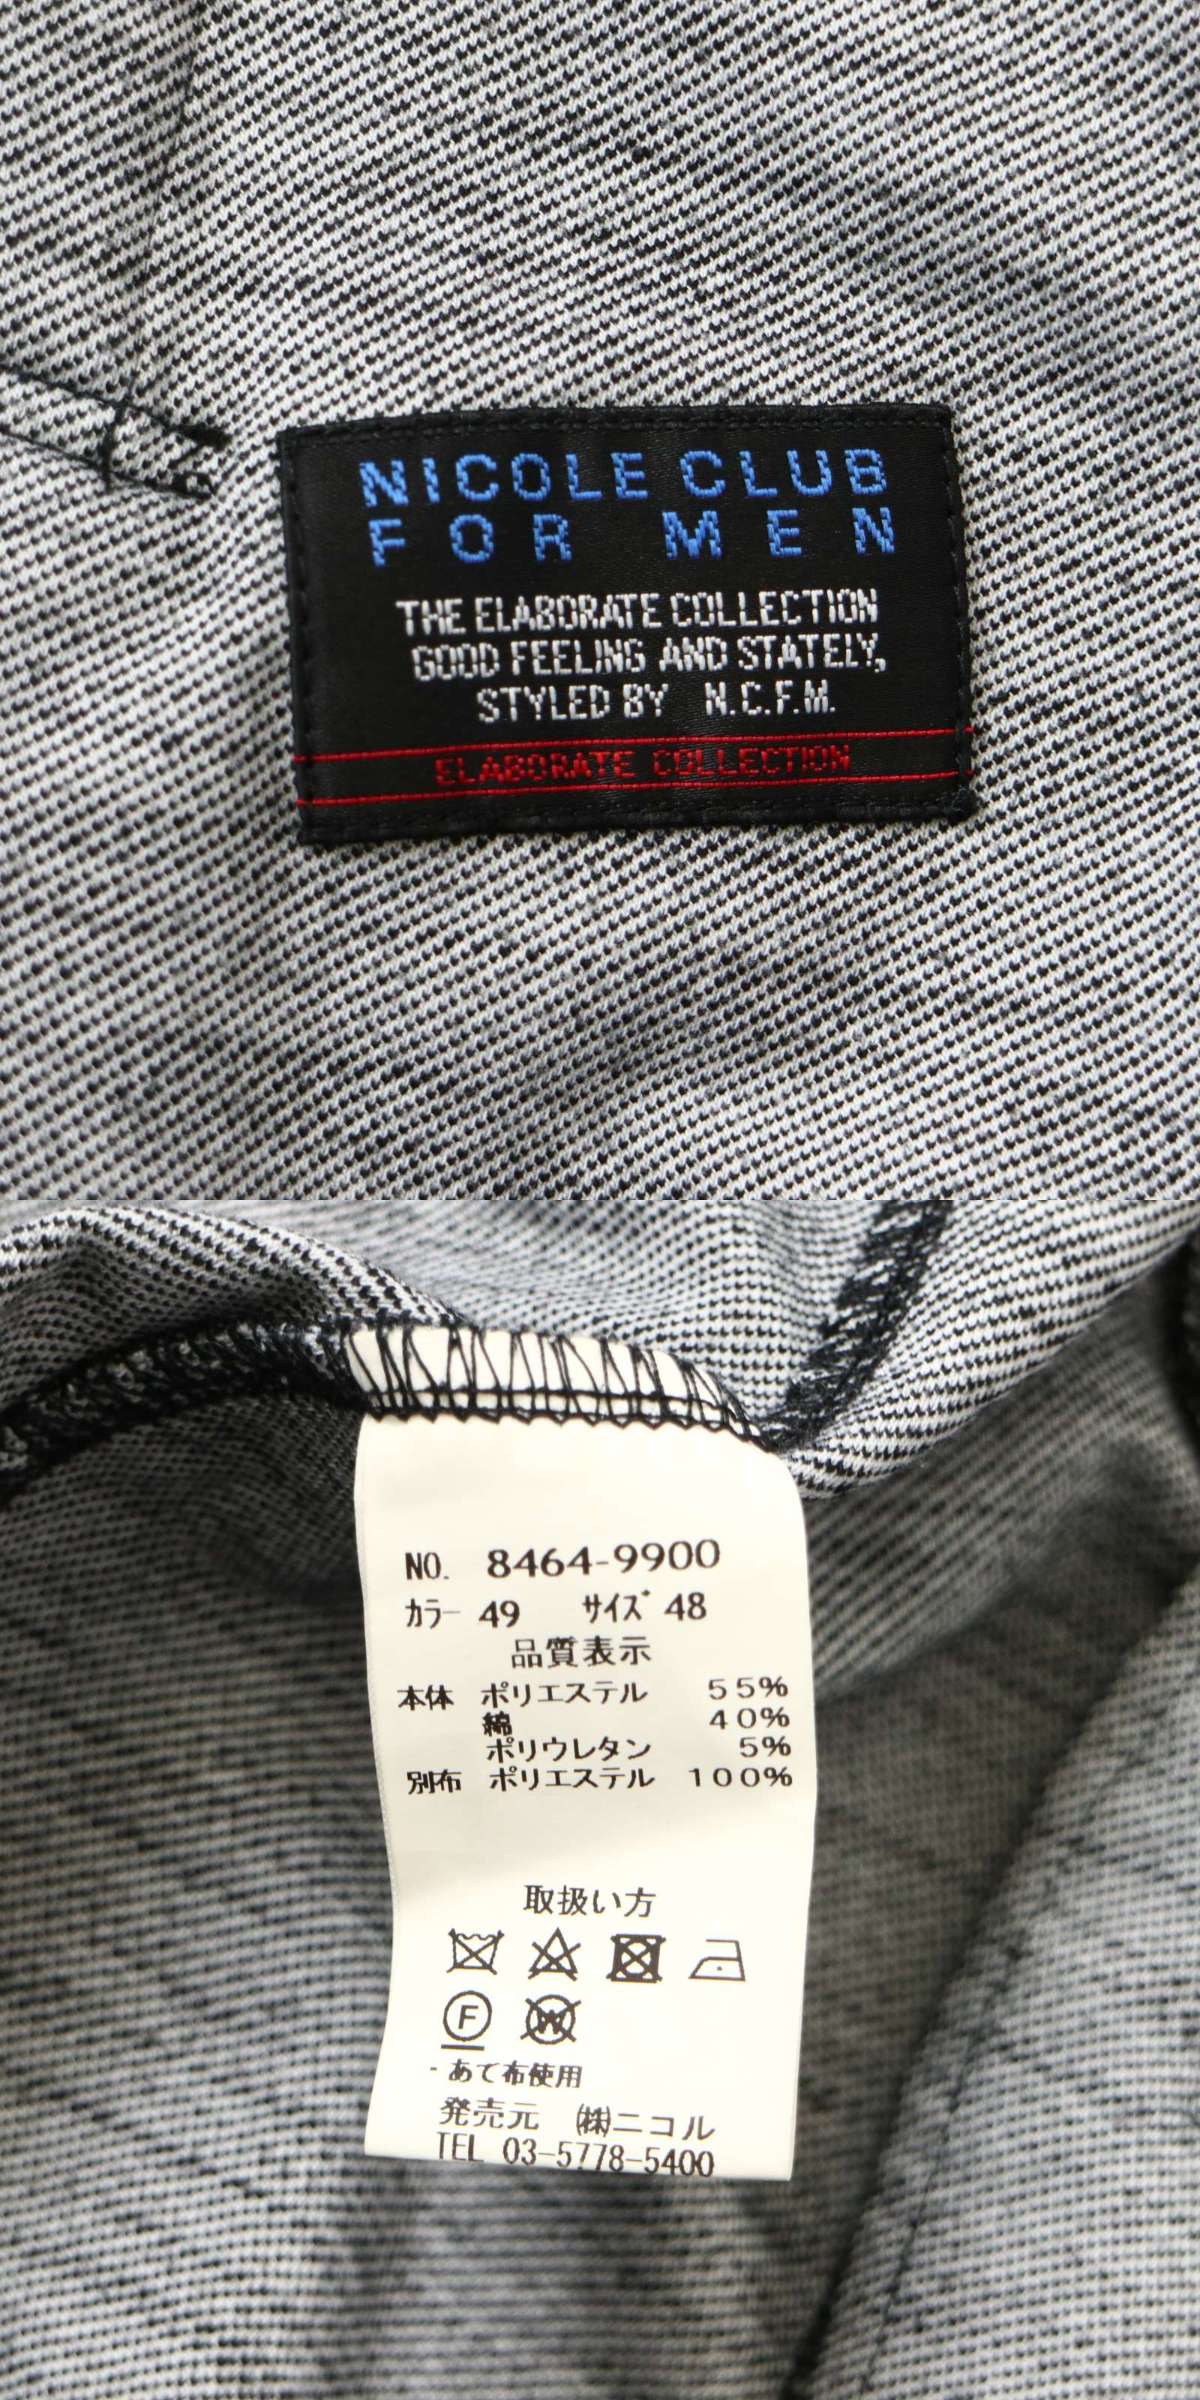 NICOLE CLUB
FOR MEN
THE ELABORATE COLLECTION
GOOD FEELING AND STATELY,
STYLED BY N.C.F.M.
ELABORATE COLLECTION
NO. 8464-9900
カラー 49 サイズ 48
品質表示
本体 ポリエステル 55%
綿 40%
ポリウレタン 5%
別布 ポリエステル 100%
取扱い方
F
W
- あて布使用
発売元 ㈱ニコル
TEL 03-5778-5400